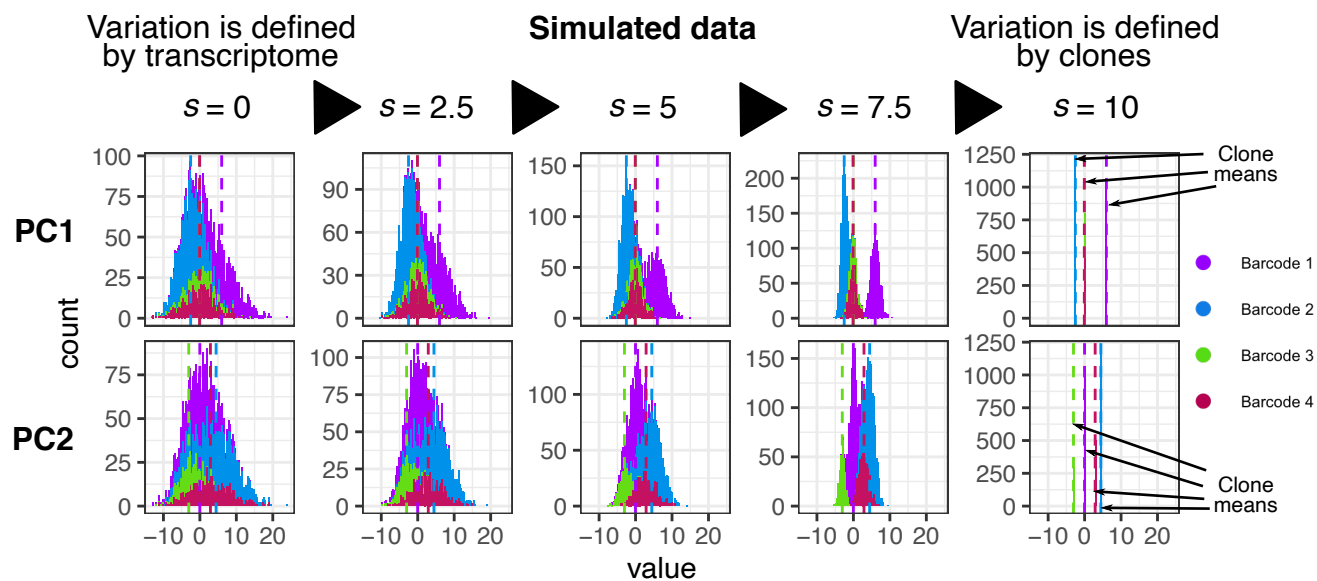 Variation is defined
by transcriptome
Simulated data
Variation is defined
by clones
s = 0
s = 2.5
s = 5
s = 7.5
s = 10
PC1
100
75
50
25
0
90
60
30
0
150
100
50
0
200
150
100
50
0
1250
1000
750
500
250
0
Clone
means
Barcode 1
Barcode 2
Barcode 3
Barcode 4
count
PC2
75
50
25
0
100
75
50
25
0
100
50
0
150
100
50
0
1250
1000
750
500
250
0
Clone
means
−10 0 10 20
−10 0 10 20
−10 0 10 20
−10 0 10 20
−10 0 10 20
value